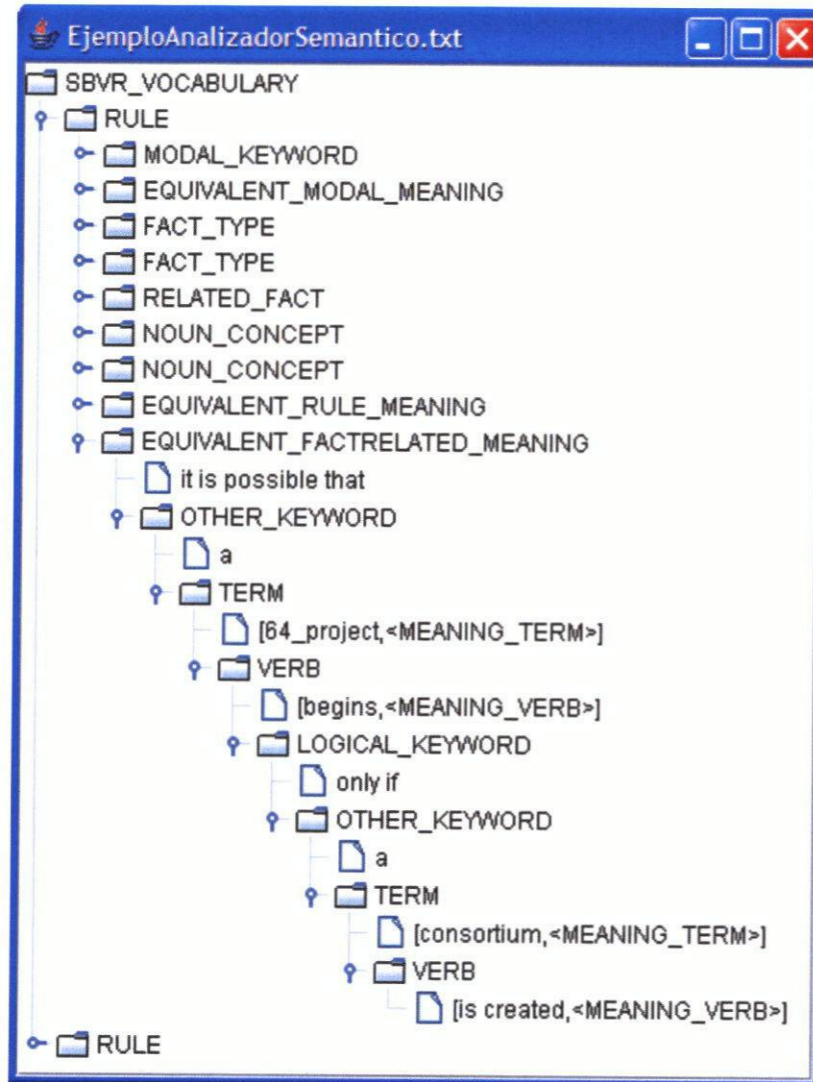 EjemploAnalizadorSemantico.txt
SBVR_VOCABULARY
RULE
MODAL_KEYWORD
EQUIVALENT_MODAL_MEANING
FACT_TYPE
FACT_TYPE
RELATED_FACT
NOUN_CONCEPT
NOUN_CONCEPT
EQUIVALENT_RULE_MEANING
EQUIVALENT_FACTRELATED_MEANING
it is possible that
OTHER_KEYWORD
a
TERM
[64_project,<MEANING_TERM>]
VERB
[begins,<MEANING_VERB>]
LOGICAL_KEYWORD
only if
OTHER_KEYWORD
a
TERM
[consortium,<MEANING_TERM>]
VERB
[is created,<MEANING_VERB>]
RULE